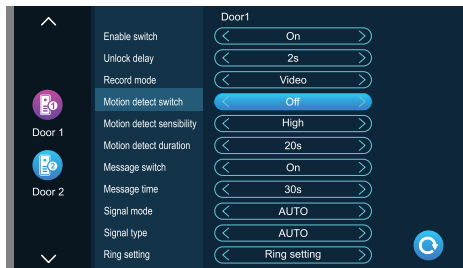 Door1
Enable switch On
Unlock delay 2s
Record mode Video
Motion detect switch Off
Motion detect sensibility High
Door 1
Motion detect duration 20s
Message switch On
Door 2
Message time 30s
Signal mode AUTO
Signal type AUTO
Ring setting Ring setting